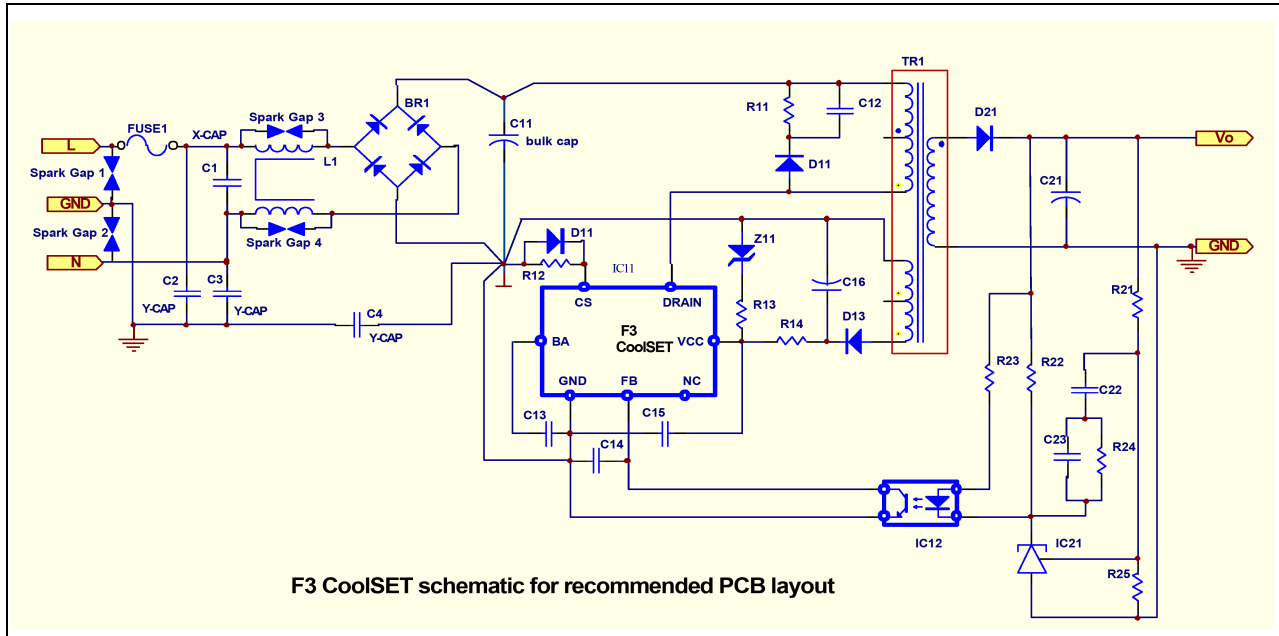 TR1
R11
C12
D21
BR1
Spark Gap 3
FUSE1
X-CAP
C11
bulk cap
L
L1
Vo
C1
D11
Spark Gap 1
C21
GND
Spark Gap 2
Spark Gap 4
D11
Z11
GND
N
R12
IC11
C2
C3
C16
R21
CS
DRAIN
Y-CAP
Y-CAP
C4
Y-CAP
R13
R14
D13
F3
CoolSET
BA
VCC
R23
R22
GND
FB
NC
C22
C13
C15
C14
C23
R24
IC12
IC21
R25
F3 CoolSET schematic for recommended PCB layout